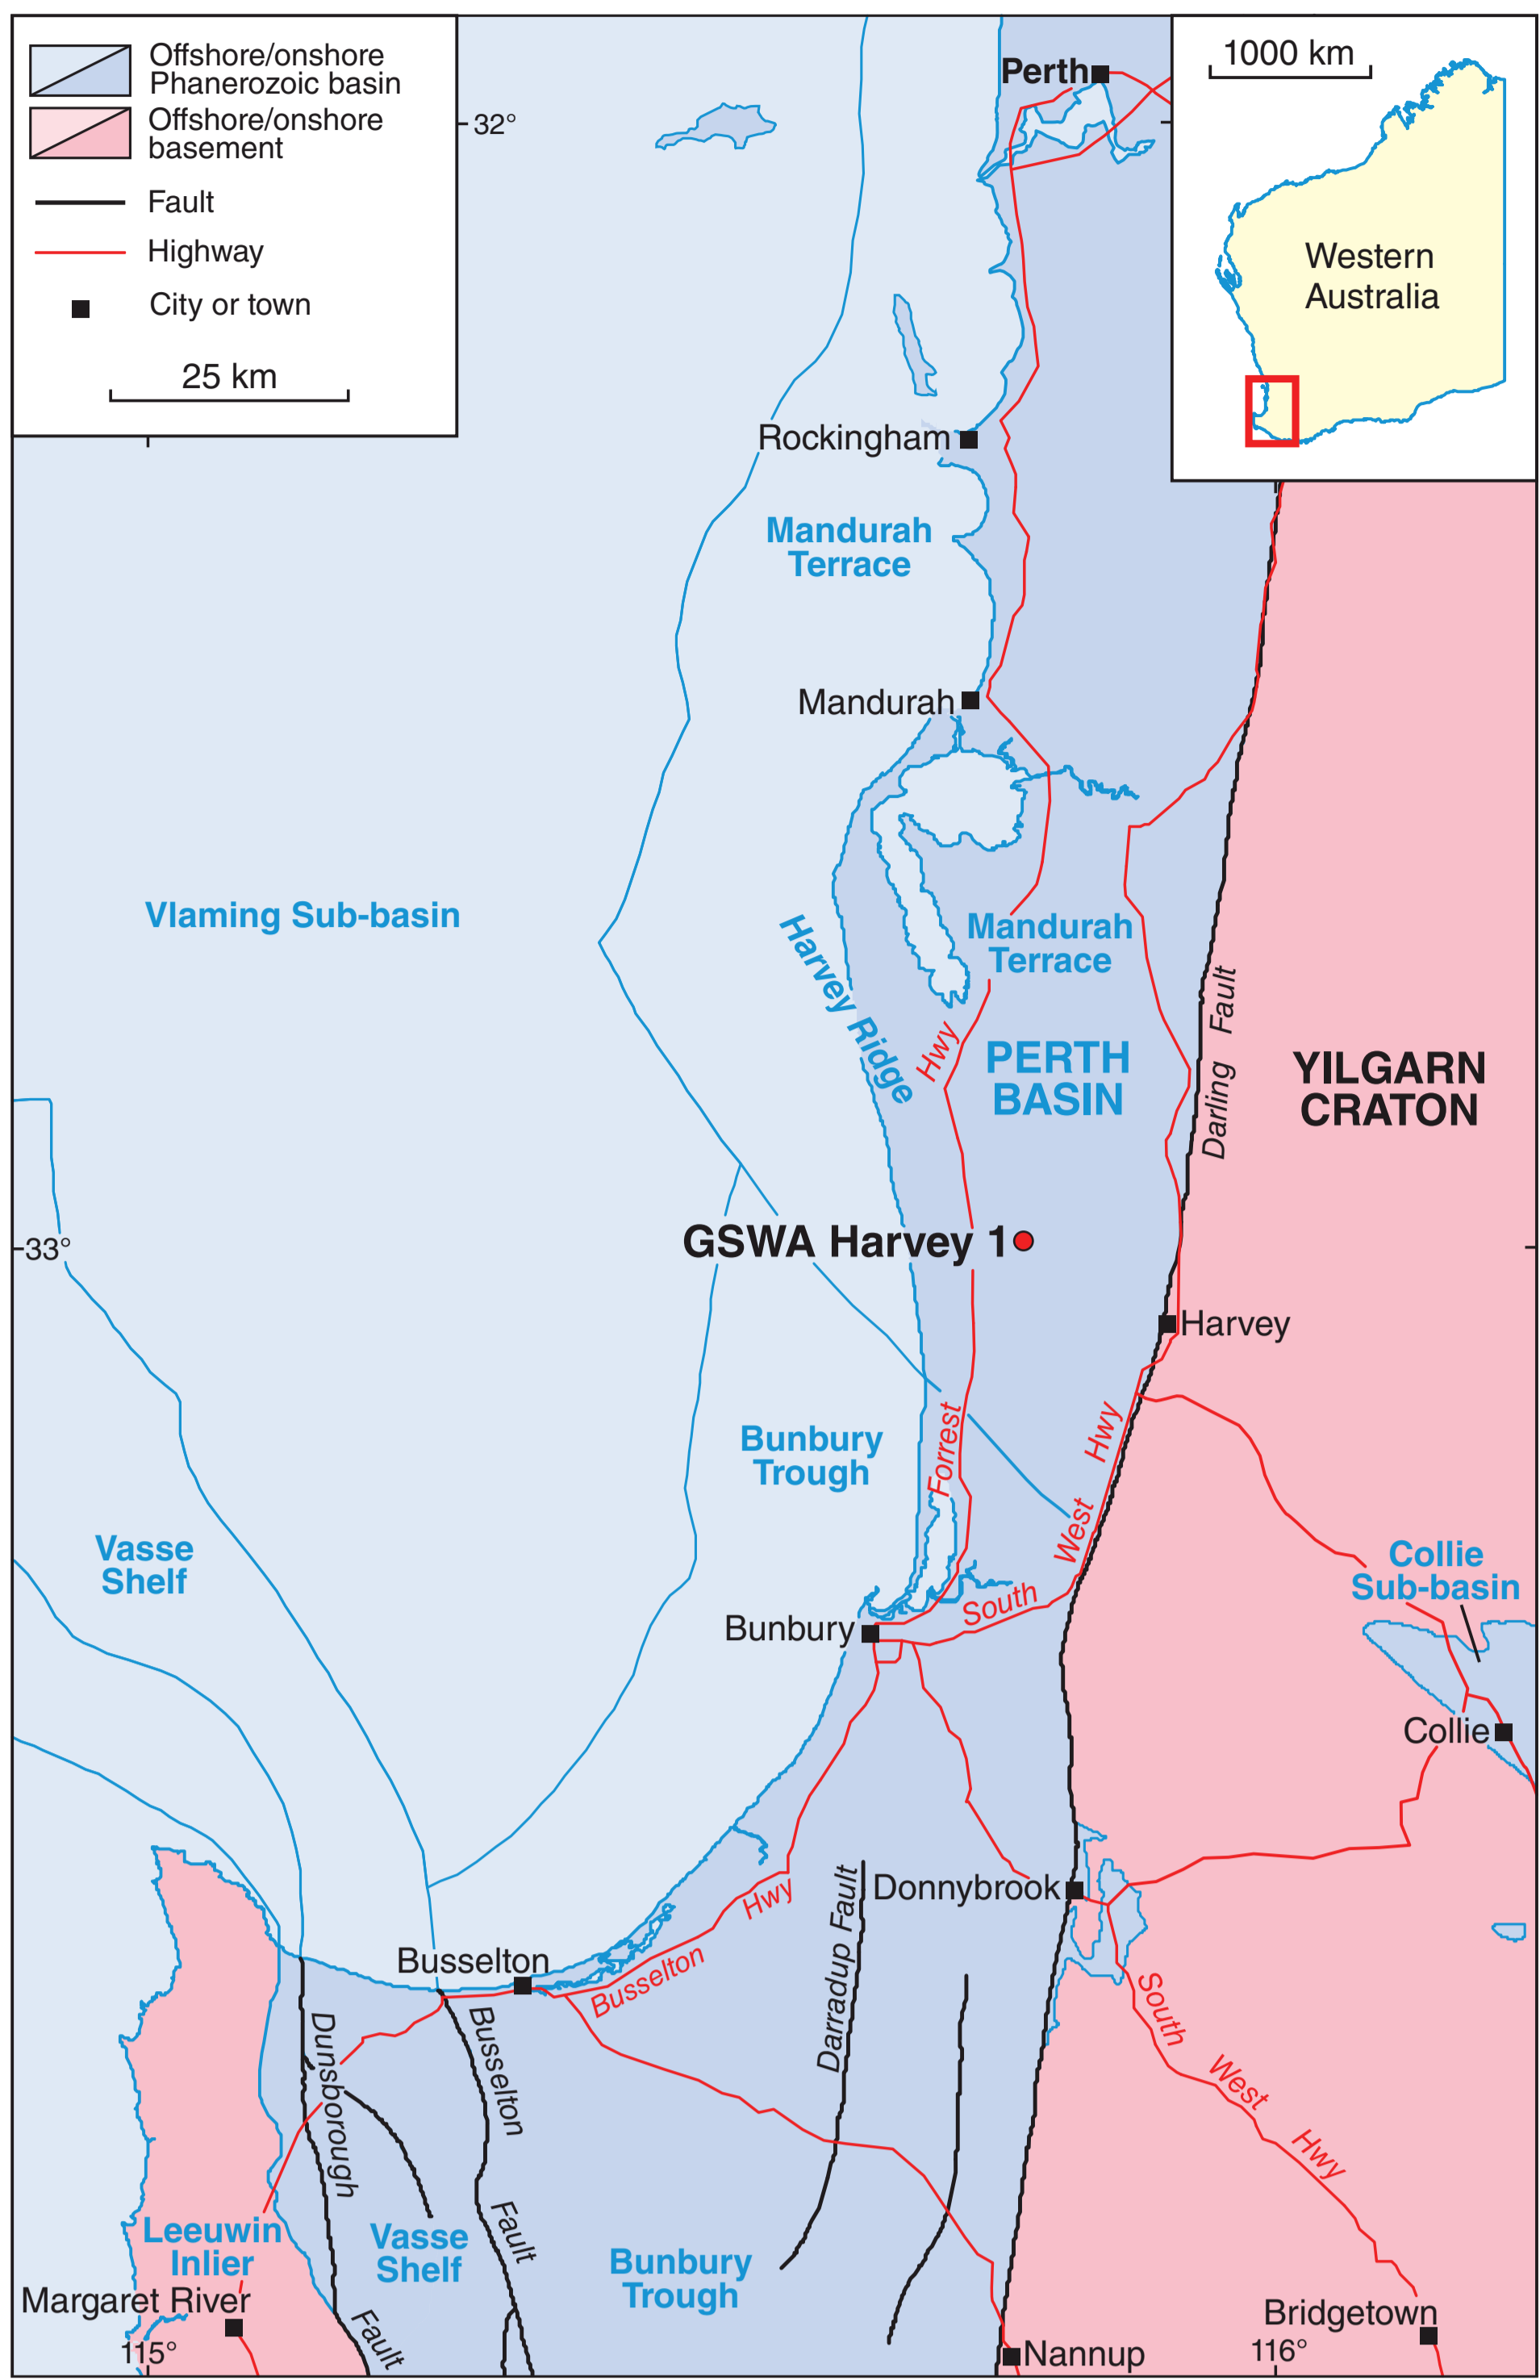 Offshore/onshore
Phanerozoic basin
Offshore/onshore
basement
Fault
Highway
City or town
25 km
1000 km
Western
Australia
Perth
32°
Rockingham
Mandurah
Terrace
Mandurah
Vlaming Sub-basin
Harvey Ridge
Mandurah
Terrace
Hwy
PERTH
BASIN
Darling Fault
YILGARN
CRATON
GSWA Harvey 1
33°
Harvey
Forrest
Hwy
West
South
Bunbury
Trough
Vasse
Shelf
Collie
Sub-basin
Bunbury
Collie
Donnybrook
Darradup Fault
Hwy
Busselton
Busselton
Dunsborough
Busselton
Fault
South
West
Hwy
Leeuwin
Inlier
Vasse
Shelf
Bunbury
Trough
Margaret River
Fault
Bridgetown
115°
116°
Nannup